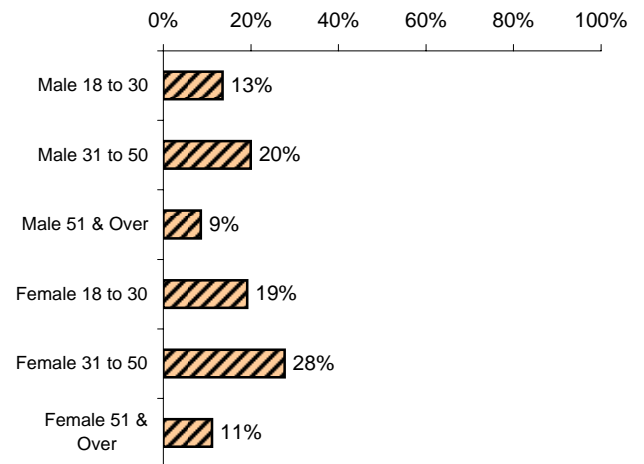 0% 20% 40% 60% 80% 100%
Male 18 to 30 13%
Male 31 to 50 20%
Male 51 & Over 9%
Female 18 to 30 19%
Female 31 to 50 28%
Female 51 &
Over 11%